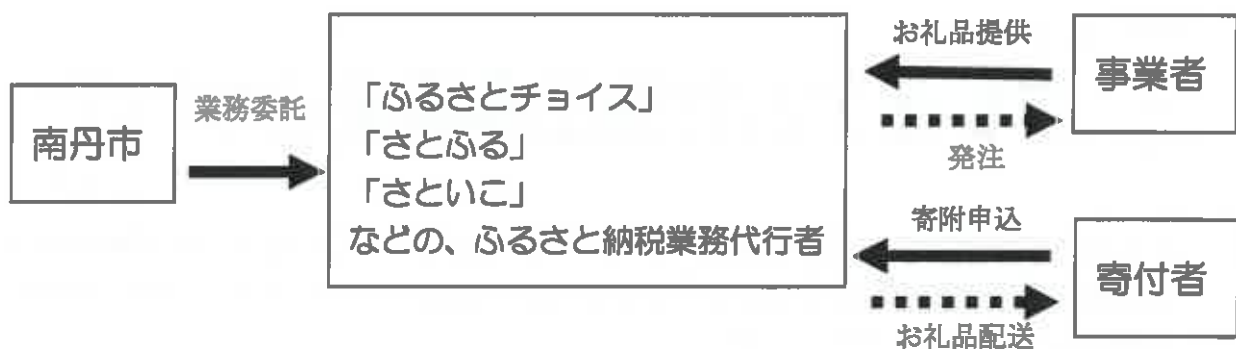 南丹市
業務委託
「ふるさとチョイス」
「さとふる」
「さといこ」
などの、ふるさと納税業務代行者
お礼品提供
発注
事業者
寄附申込
お礼品配送
寄付者